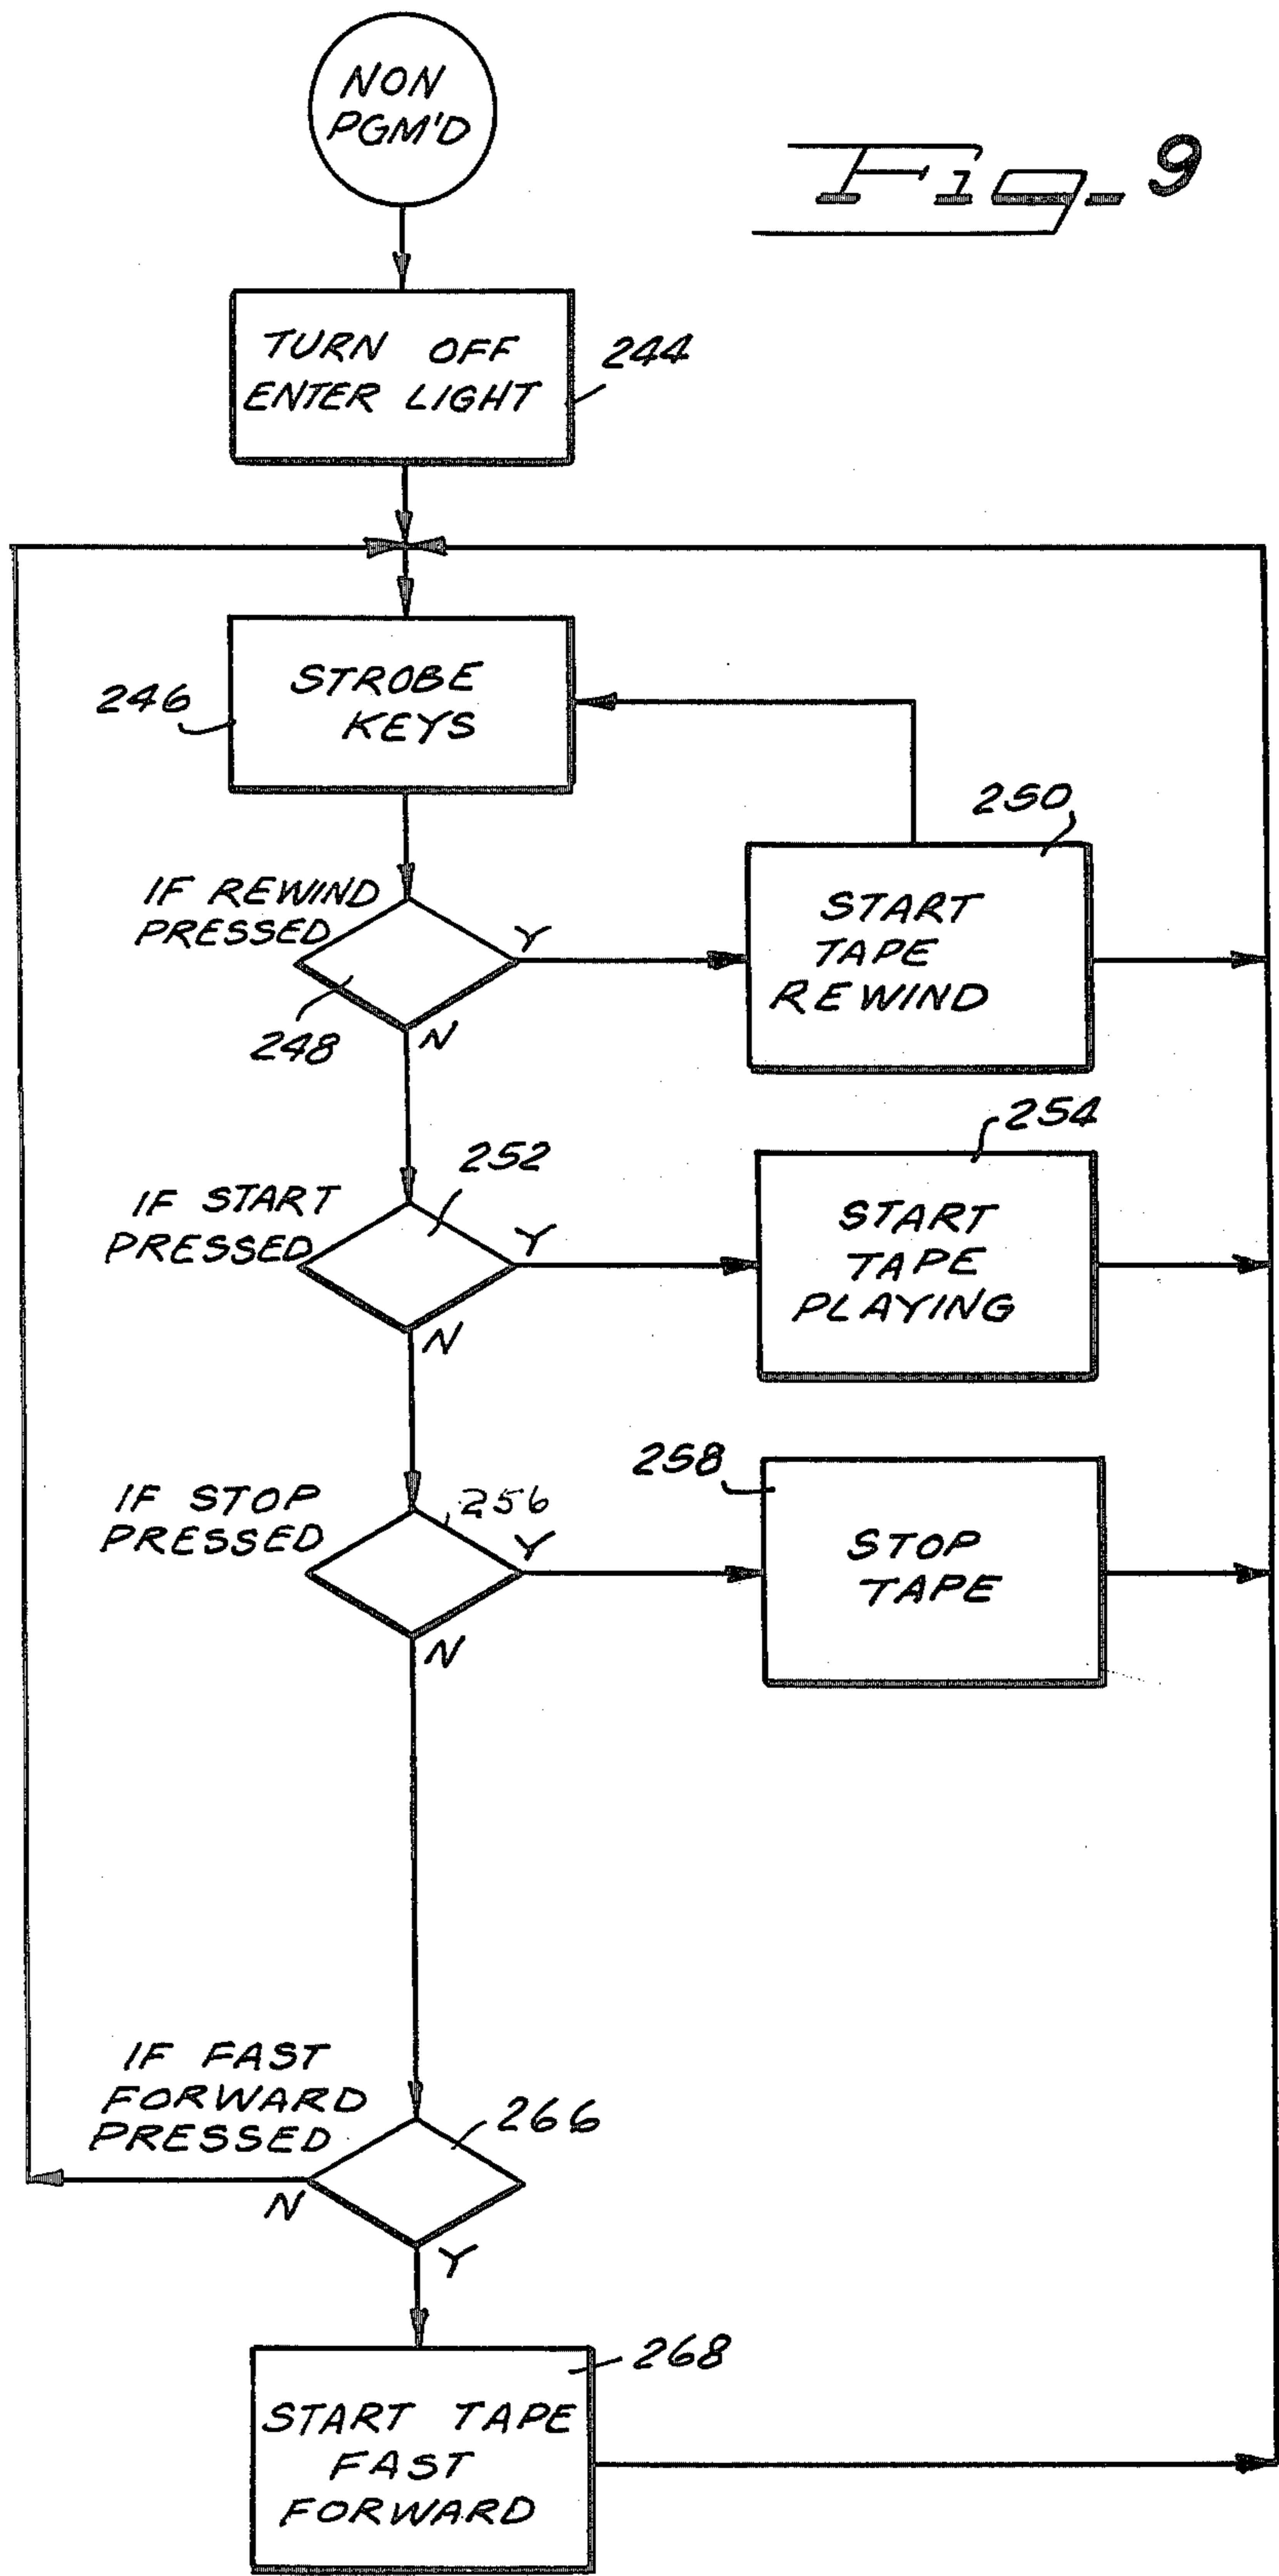 NON
PGM'D
Fig_ 9
TURN OFF
ENTER LIGHT
244
STROBE
KEYS
246
250
IF REWIND
PRESSED
Y
START
TAPE
REWIND
248
N
254
252
IF START
PRESSED
Y
START
TAPE
PLAYING
N
258
IF STOP
PRESSED
256
Y
STOP
TAPE
N
IF FAST
FORWARD
PRESSED
266
N
Y
268
START TAPE
FAST
FORWARD